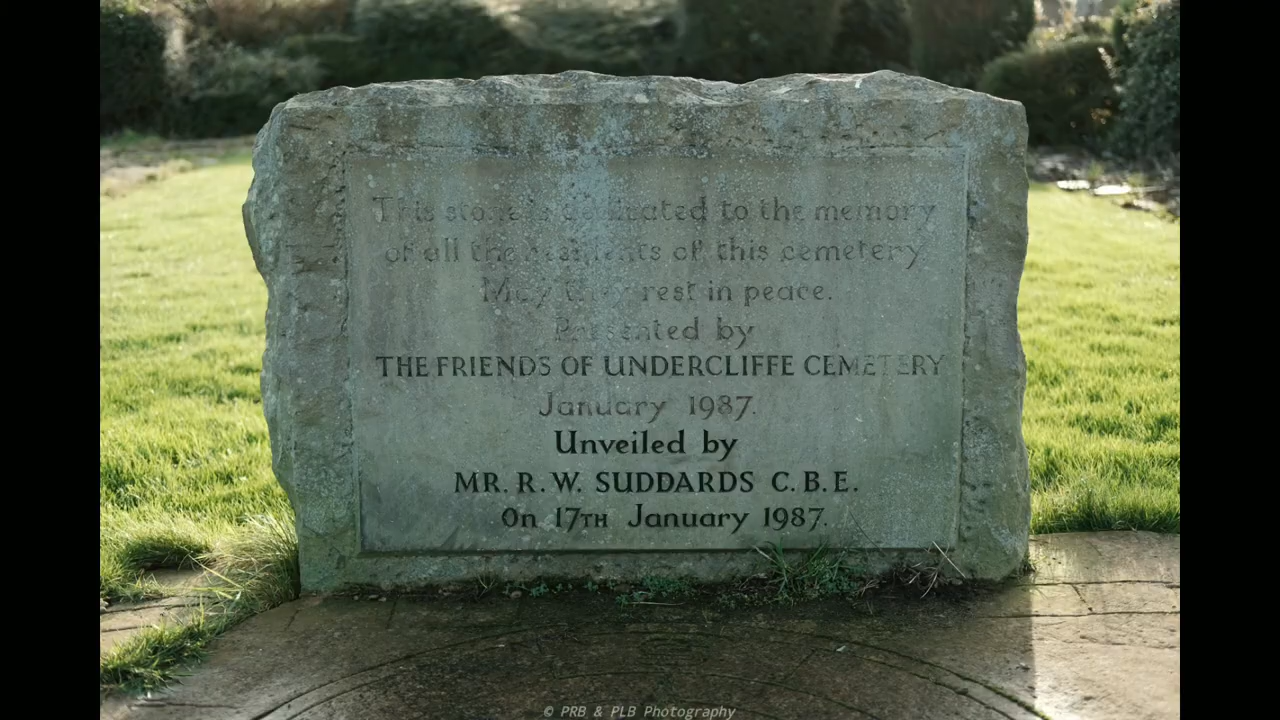 This stone is dedicated to the memory
of all the residents of this cemetery
May they rest in peace.
Presented by
THE FRIENDS OF UNDERCLIFFE CEMETERY
January 1987.
Unveiled by
MR. R. W. SUDDARDS C.B.E.
On 17TH January 1987.
© PRB & PLB Photography